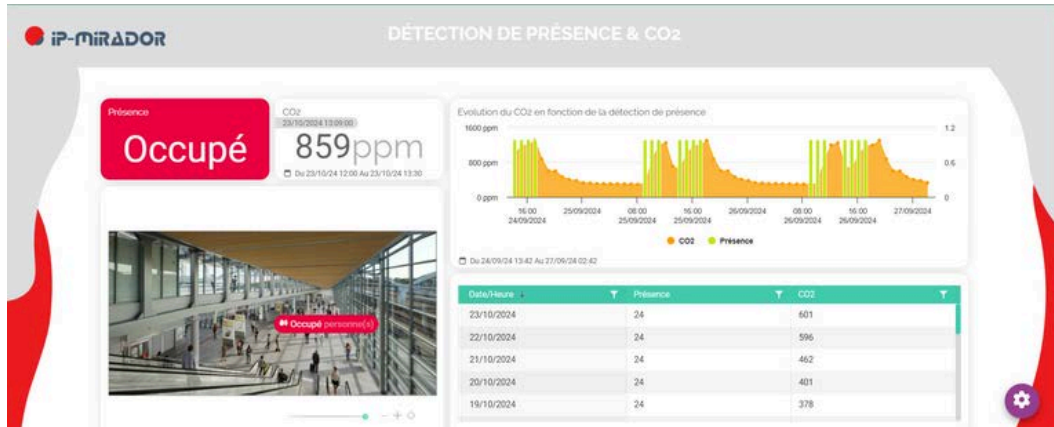 iP-MIRADOR
DÉTECTION DE PRÉSENCE & CO2
Présence
Occupé
CO2
23/10/2024 13:09:00
859ppm
Du 23/10/24 12:00 Au 23/10/24 13:30
Evolution du CO2 en fonction de la détection de présence
1600 ppm
1.2
800 ppm
0.6
0 ppm
0
16:00
24/09/2024
25/09/2024
08:00
25/09/2024
16:00
25/09/2024
26/09/2024
08:00
26/09/2024
16:00
26/09/2024
27/09/2024
CO2 Présence
Du 24/09/24 13:42 Au 27/09/24 02:42
Occupé personne(s)
Date/Heure Présence CO2
23/10/2024 24 601
22/10/2024 24 596
21/10/2024 24 462
20/10/2024 24 401
19/10/2024 24 378